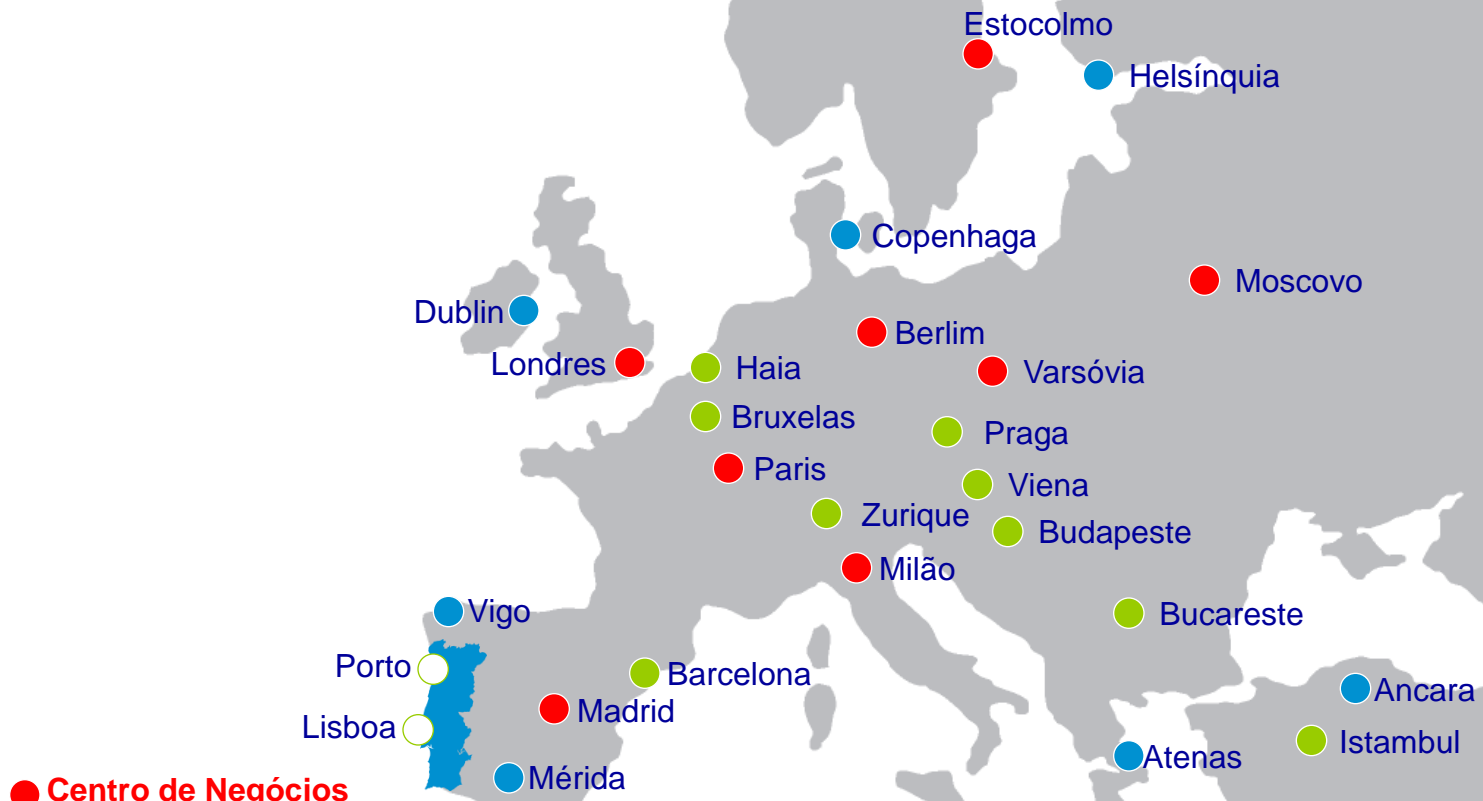 Estocolmo
Helsínquia
Copenhaga
Moscovo
Dublin
Berlim
Londres
Haia
Varsóvia
Bruxelas
Praga
Paris
Viena
Zurique
Budapeste
Milão
Vigo
Bucareste
Porto
Barcelona
Ancara
Madrid
Lisboa
Istambul
Atenas
Mérida
Centro de Negócios